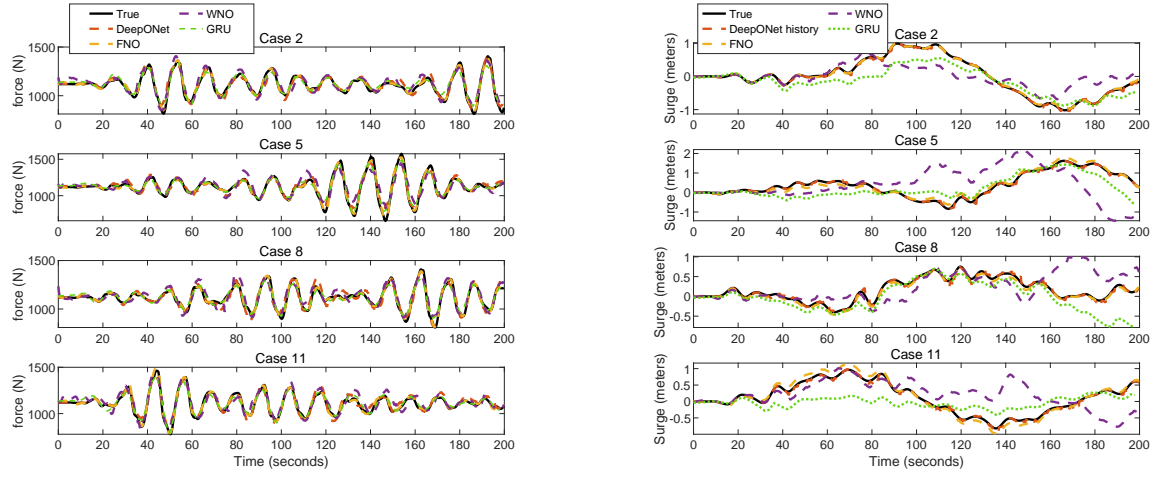 True
DeepONet
FNO
WNO
GRU
Case 2
1500
1000
force (N)
0 20 40 60 80 100 120 140 160 180 200
Case 5
1500
1000
force (N)
0 20 40 60 80 100 120 140 160 180 200
Case 8
1500
1000
force (N)
0 20 40 60 80 100 120 140 160 180 200
Case 11
1500
1000
force (N)
0 20 40 60 80 100 120 140 160 180 200
Time (seconds)
True
DeepONet history
FNO
WNO
GRU
Case 2
1
0
-1
Surge (meters)
0 20 40 60 80 100 120 140 160 180 200
Case 5
2
1
0
-1
Surge (meters)
0 20 40 60 80 100 120 140 160 180 200
Case 8
1
0.5
0
-0.5
Surge (meters)
0 20 40 60 80 100 120 140 160 180 200
Case 11
1
0.5
0
-0.5
Surge (meters)
0 20 40 60 80 100 120 140 160 180 200
Time (seconds)